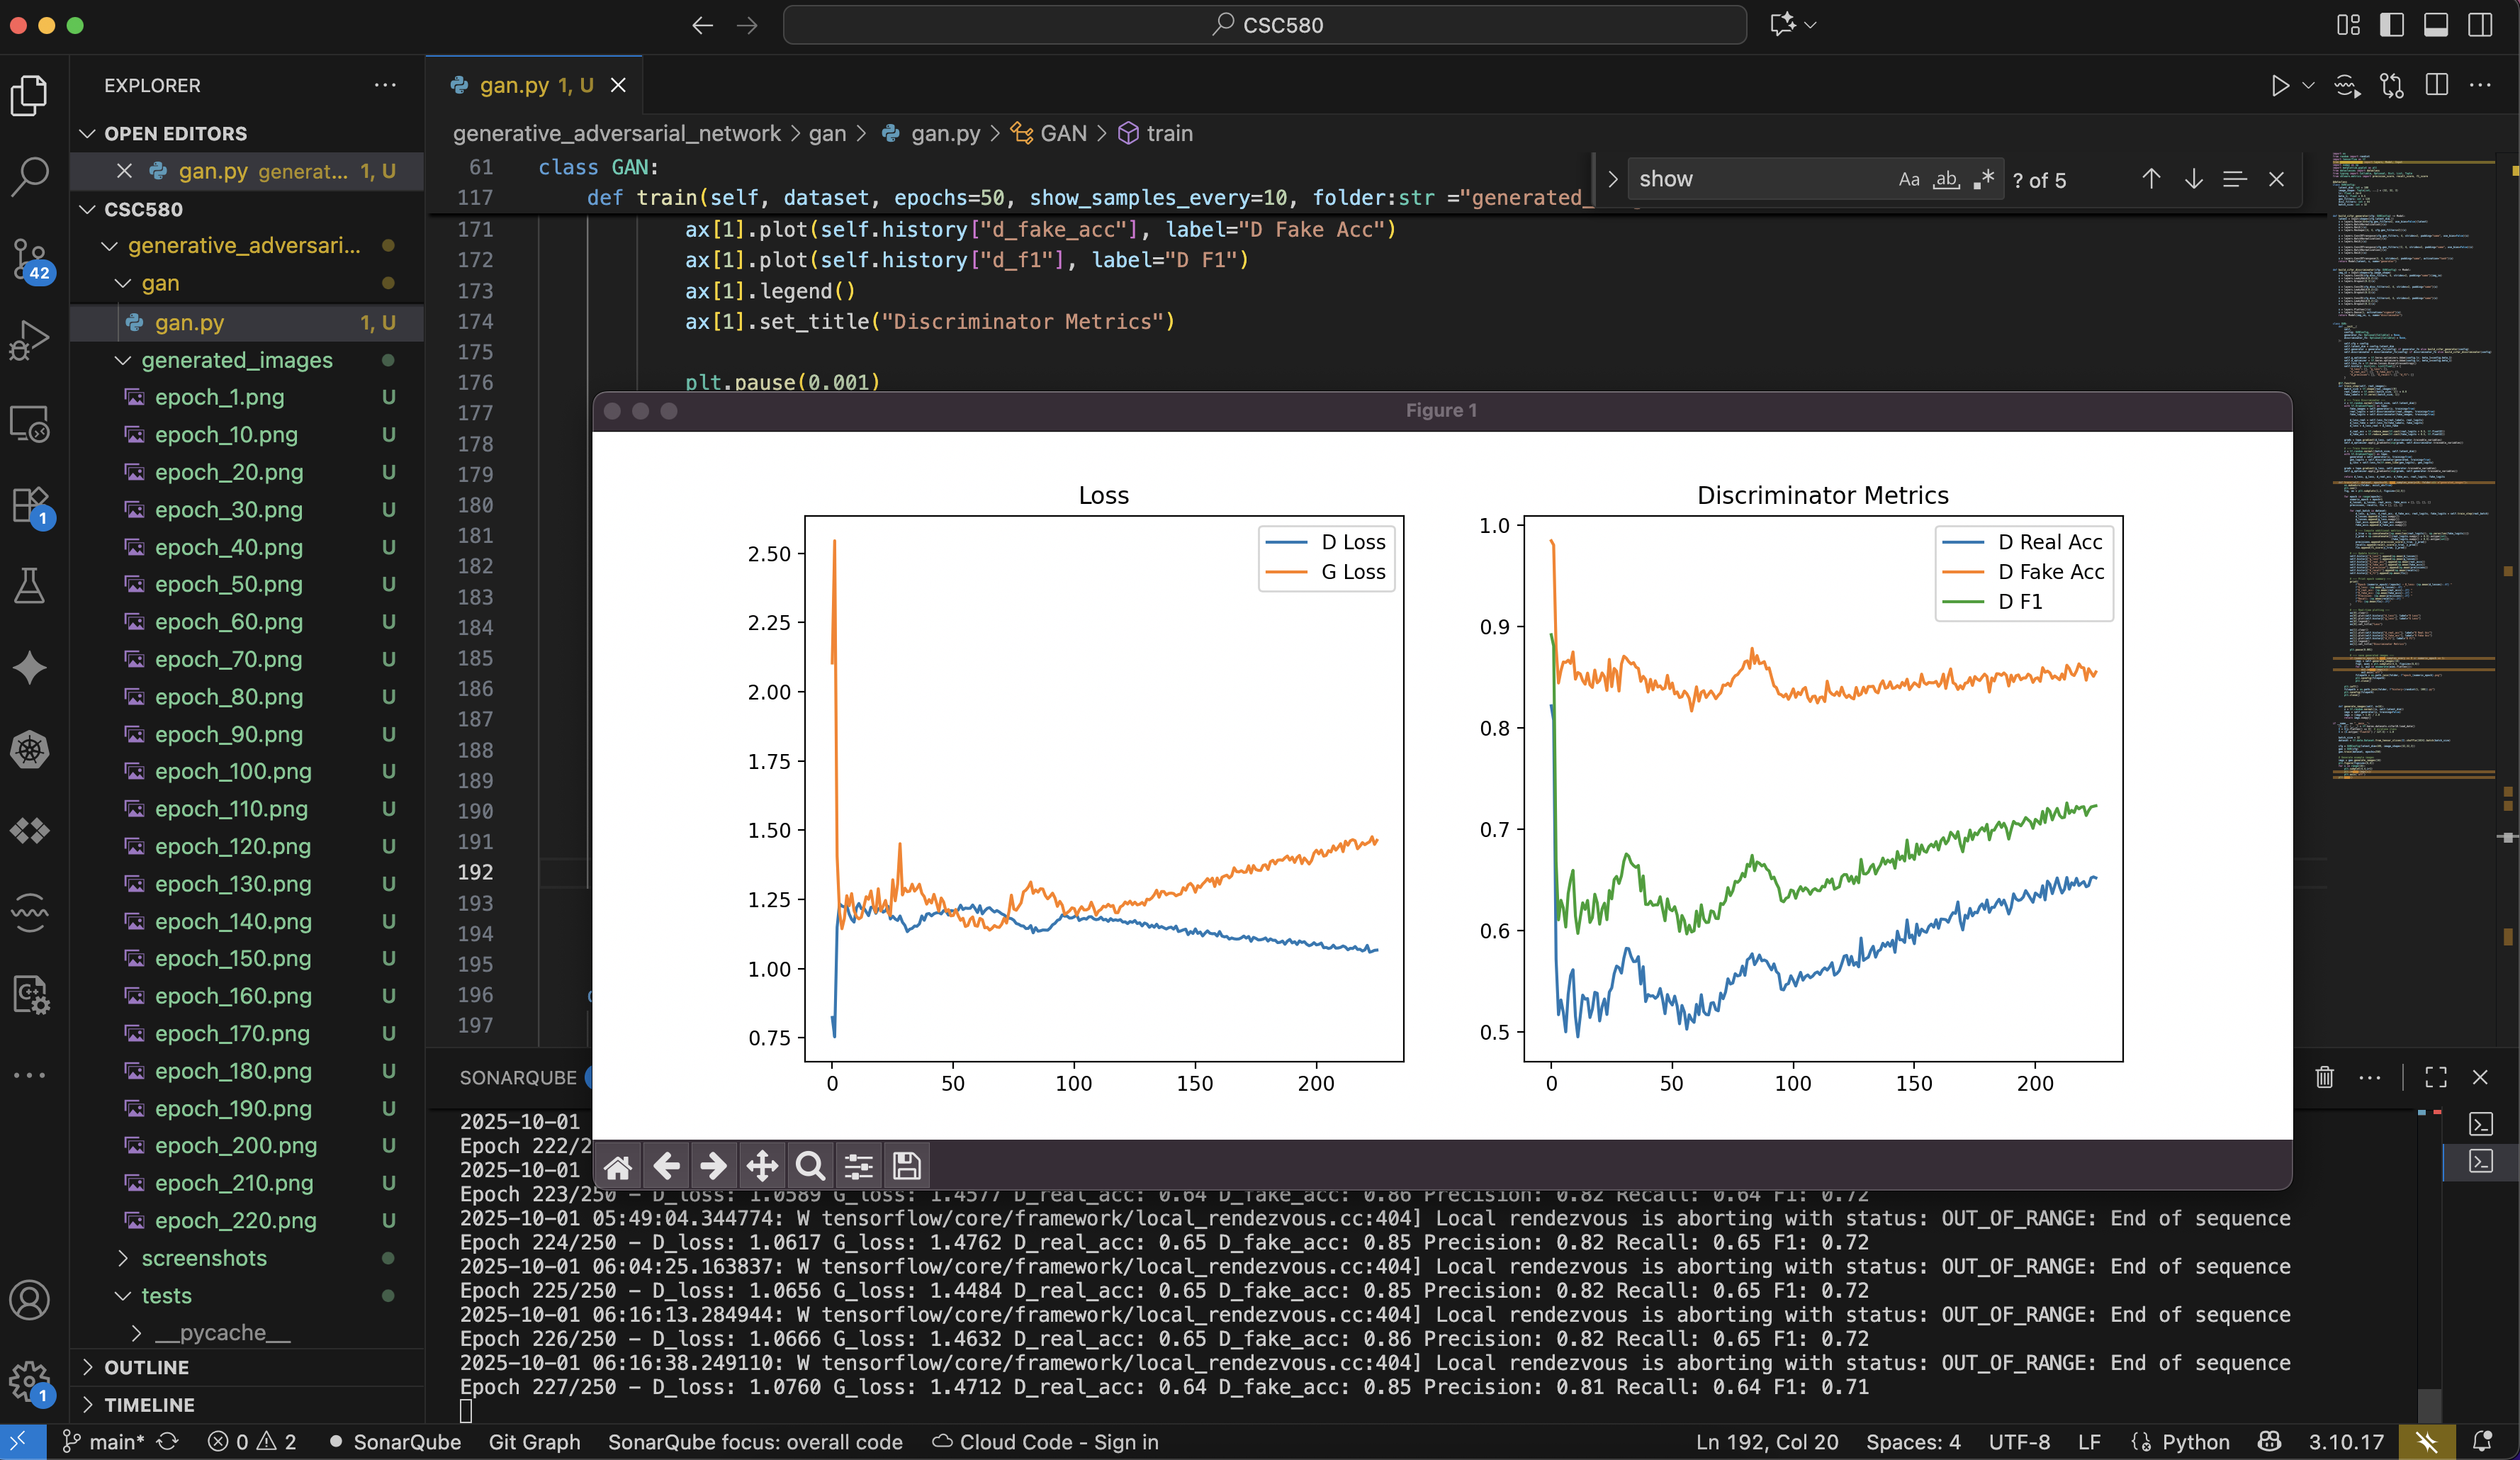 CSC580
EXPLORER
OPEN EDITORS
gan.py generat... 1, U
CSC580
generative_adversari...
gan
gan.py 1, U
generated_images
epoch_1.png U
epoch_10.png U
epoch_20.png U
epoch_30.png U
epoch_40.png U
epoch_50.png U
epoch_60.png U
epoch_70.png U
epoch_80.png U
epoch_90.png U
epoch_100.png U
epoch_110.png U
epoch_120.png U
epoch_130.png U
epoch_140.png U
epoch_150.png U
epoch_160.png U
epoch_170.png U
epoch_180.png U
epoch_190.png U
epoch_200.png U
epoch_210.png U
epoch_220.png U
screenshots
tests
__pycache__
OUTLINE
TIMELINE
42
1
1
gan.py 1, U
generative_adversarial_network > gan > gan.py > GAN > train
show Aa ab ? of 5
61 class GAN:
117 def train(self, dataset, epochs=50, show_samples_every=10, folder:str ="generated_
171 ax[1].plot(self.history["d_fake_acc"], label="D Fake Acc")
172 ax[1].plot(self.history["d_f1"], label="D F1")
173 ax[1].legend()
174 ax[1].set_title("Discriminator Metrics")
175
176 plt.pause(0.001)
177
178
179
180
181
182
183
184
185
186
187
188
189
190
191
192
193
194
195
196
197
Figure 1
Loss
D Loss
G Loss
2.50
2.25
2.00
1.75
1.50
1.25
1.00
0.75
0 50 100 150 200
Discriminator Metrics
D Real Acc
D Fake Acc
D F1
1.0
0.9
0.8
0.7
0.6
0.5
0 50 100 150 200
SONARQUBE
2025-10-01
Epoch 222/2
2025-10-01
Epoch 223/250 – D_loss: 1.0589 G_loss: 1.4577 D_real_acc: 0.64 D_fake_acc: 0.86 Precision: 0.82 Recall: 0.64 F1: 0.72
2025-10-01 05:49:04.344774: W tensorflow/core/framework/local_rendezvous.cc:404] Local rendezvous is aborting with status: OUT_OF_RANGE: End of sequence
Epoch 224/250 – D_loss: 1.0617 G_loss: 1.4762 D_real_acc: 0.65 D_fake_acc: 0.85 Precision: 0.82 Recall: 0.65 F1: 0.72
2025-10-01 06:04:25.163837: W tensorflow/core/framework/local_rendezvous.cc:404] Local rendezvous is aborting with status: OUT_OF_RANGE: End of sequence
Epoch 225/250 – D_loss: 1.0656 G_loss: 1.4484 D_real_acc: 0.65 D_fake_acc: 0.85 Precision: 0.82 Recall: 0.65 F1: 0.72
2025-10-01 06:16:13.284944: W tensorflow/core/framework/local_rendezvous.cc:404] Local rendezvous is aborting with status: OUT_OF_RANGE: End of sequence
Epoch 226/250 – D_loss: 1.0666 G_loss: 1.4632 D_real_acc: 0.65 D_fake_acc: 0.86 Precision: 0.82 Recall: 0.65 F1: 0.72
2025-10-01 06:16:38.249110: W tensorflow/core/framework/local_rendezvous.cc:404] Local rendezvous is aborting with status: OUT_OF_RANGE: End of sequence
Epoch 227/250 – D_loss: 1.0760 G_loss: 1.4712 D_real_acc: 0.64 D_fake_acc: 0.85 Precision: 0.81 Recall: 0.64 F1: 0.71
main* 0 2 SonarQube Git Graph SonarQube focus: overall code Cloud Code - Sign in Ln 192, Col 20 Spaces: 4 UTF-8 LF Python 3.10.17